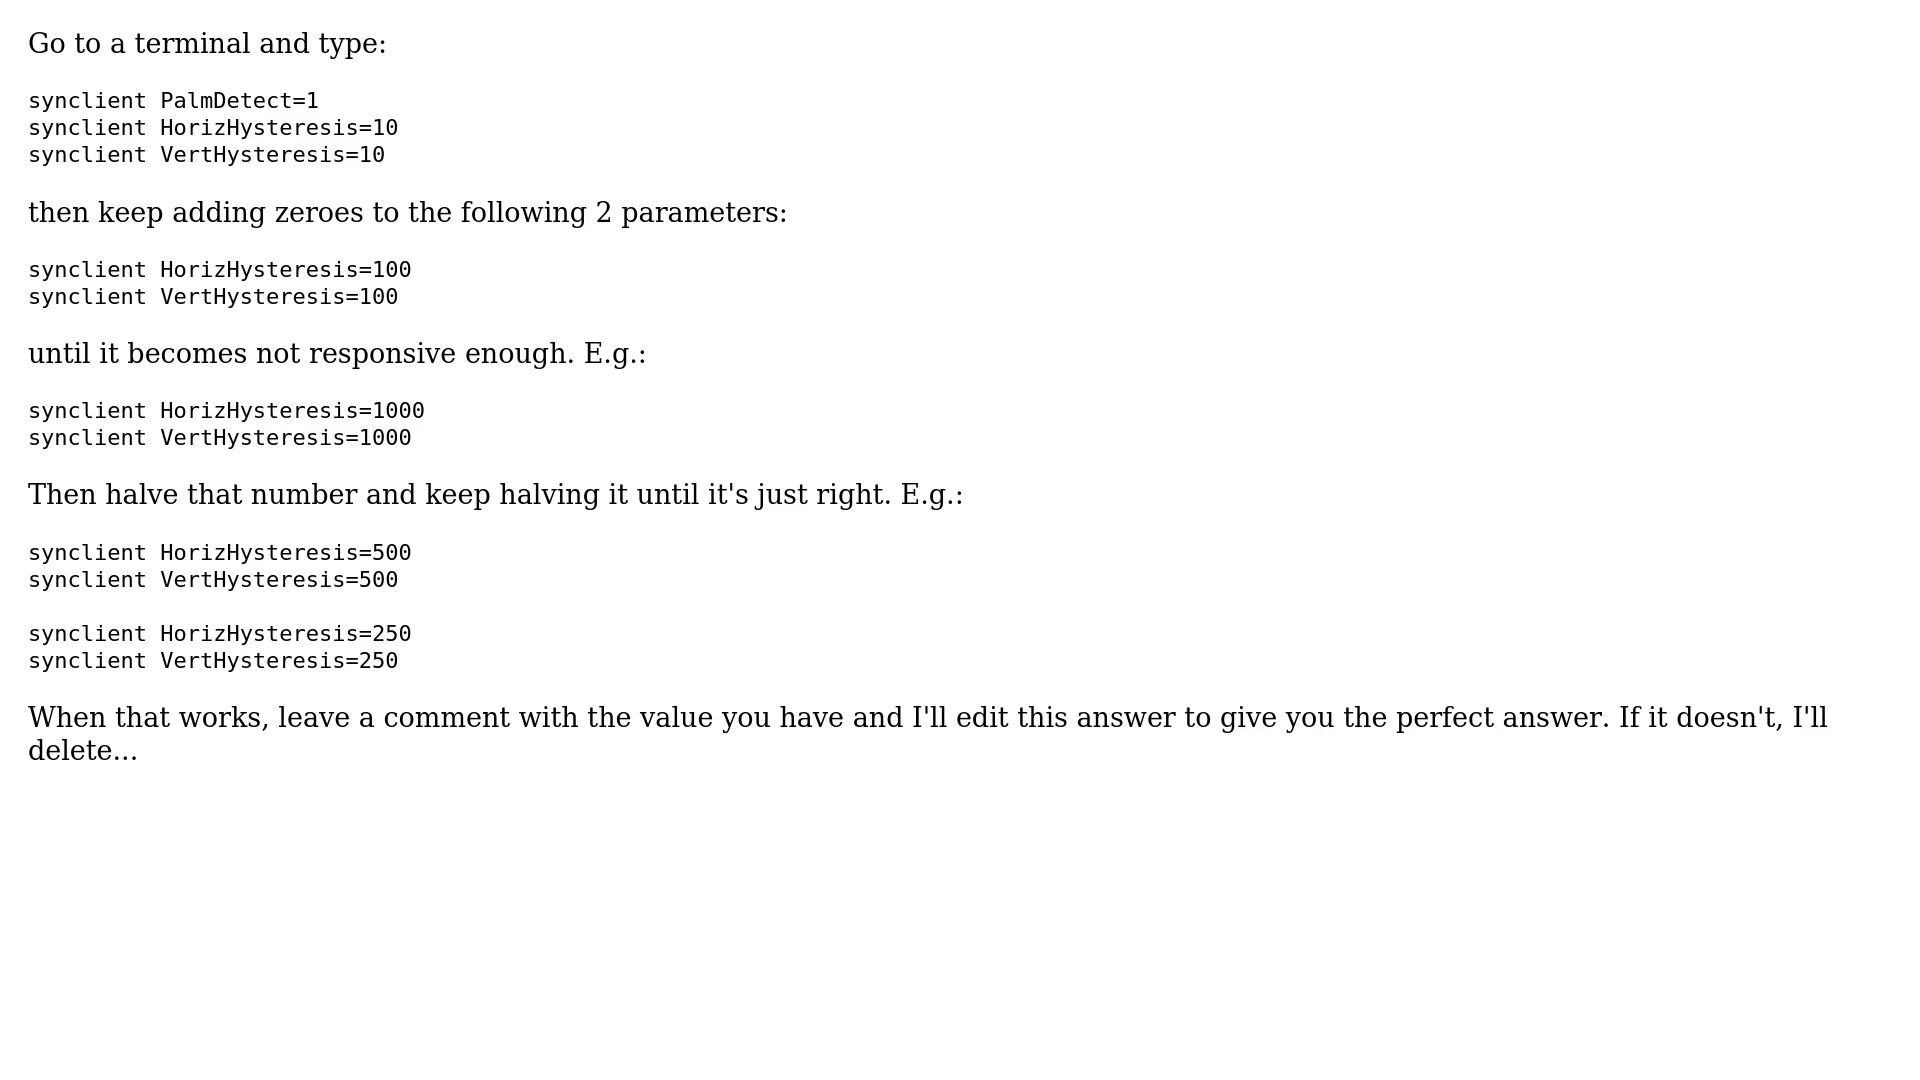 Go to a terminal and type:
synclient PalmDetect=1
synclient HorizHysteresis=10
synclient VertHysteresis=10
then keep adding zeroes to the following 2 parameters:
synclient HorizHysteresis=100
synclient VertHysteresis=100
until it becomes not responsive enough. E.g.:
synclient HorizHysteresis=1000
synclient VertHysteresis=1000
Then halve that number and keep halving it until it's just right. E.g.:
synclient HorizHysteresis=500
synclient VertHysteresis=500
synclient HorizHysteresis=250
synclient VertHysteresis=250
When that works, leave a comment with the value you have and I'll edit this answer to give you the perfect answer. If it doesn't, I'll
delete...